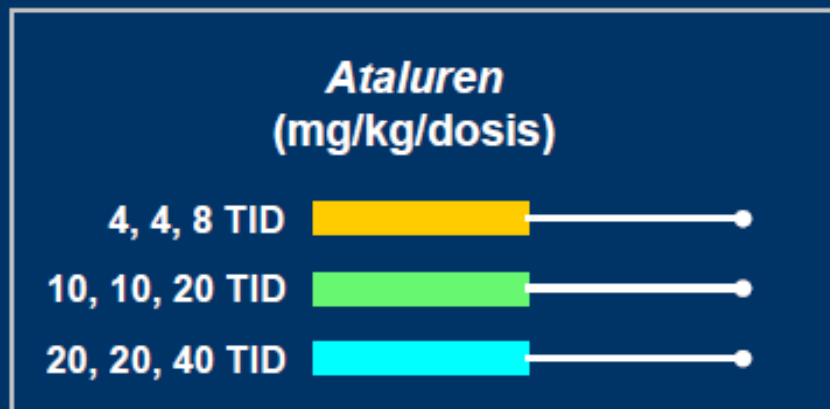 Ataluren
(mg/kg/dosis)
4, 4, 8 TID
10, 10, 20 TID
20, 20, 40 TID